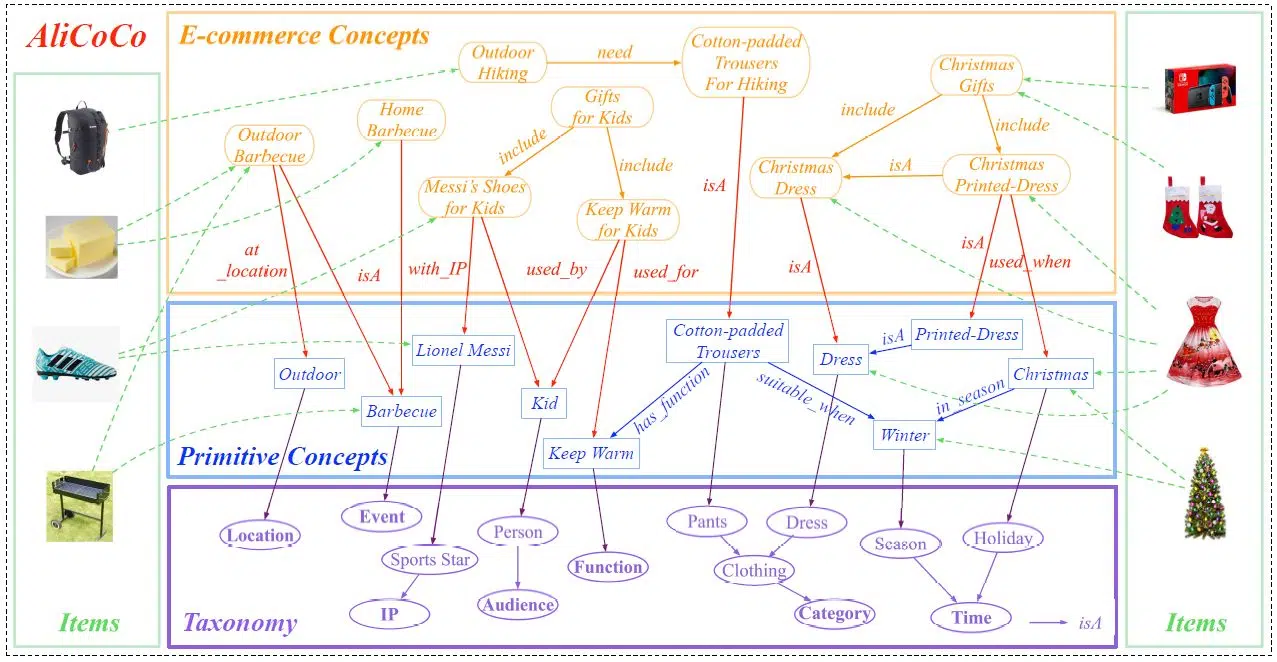 AliCoCo
E-commerce Concepts
Outdoor
Hiking
need
Cotton-padded
Trousers
For Hiking
Christmas
Gifts
Gifts
for Kids
Home
Barbecue
Outdoor
Barbecue
include
include
include
include
Messi's Shoes
for Kids
Keep Warm
for Kids
isA
Christmas
Dress
isA
Christmas
Printed-Dress
at
_location
isA
with_IP
used_by
used_for
isA
isA
used_when
Outdoor
Barbecue
Lionel Messi
Kid
Keep Warm
Cotton-padded
Trousers
has_function
suitable_when
Dress
isA
Printed-Dress
Christmas
in_season
Winter
Primitive Concepts
Location
Event
Sports Star
IP
Person
Audience
Function
Pants
Dress
Clothing
Category
Season
Holiday
Time
isA
Taxonomy
Items
Items